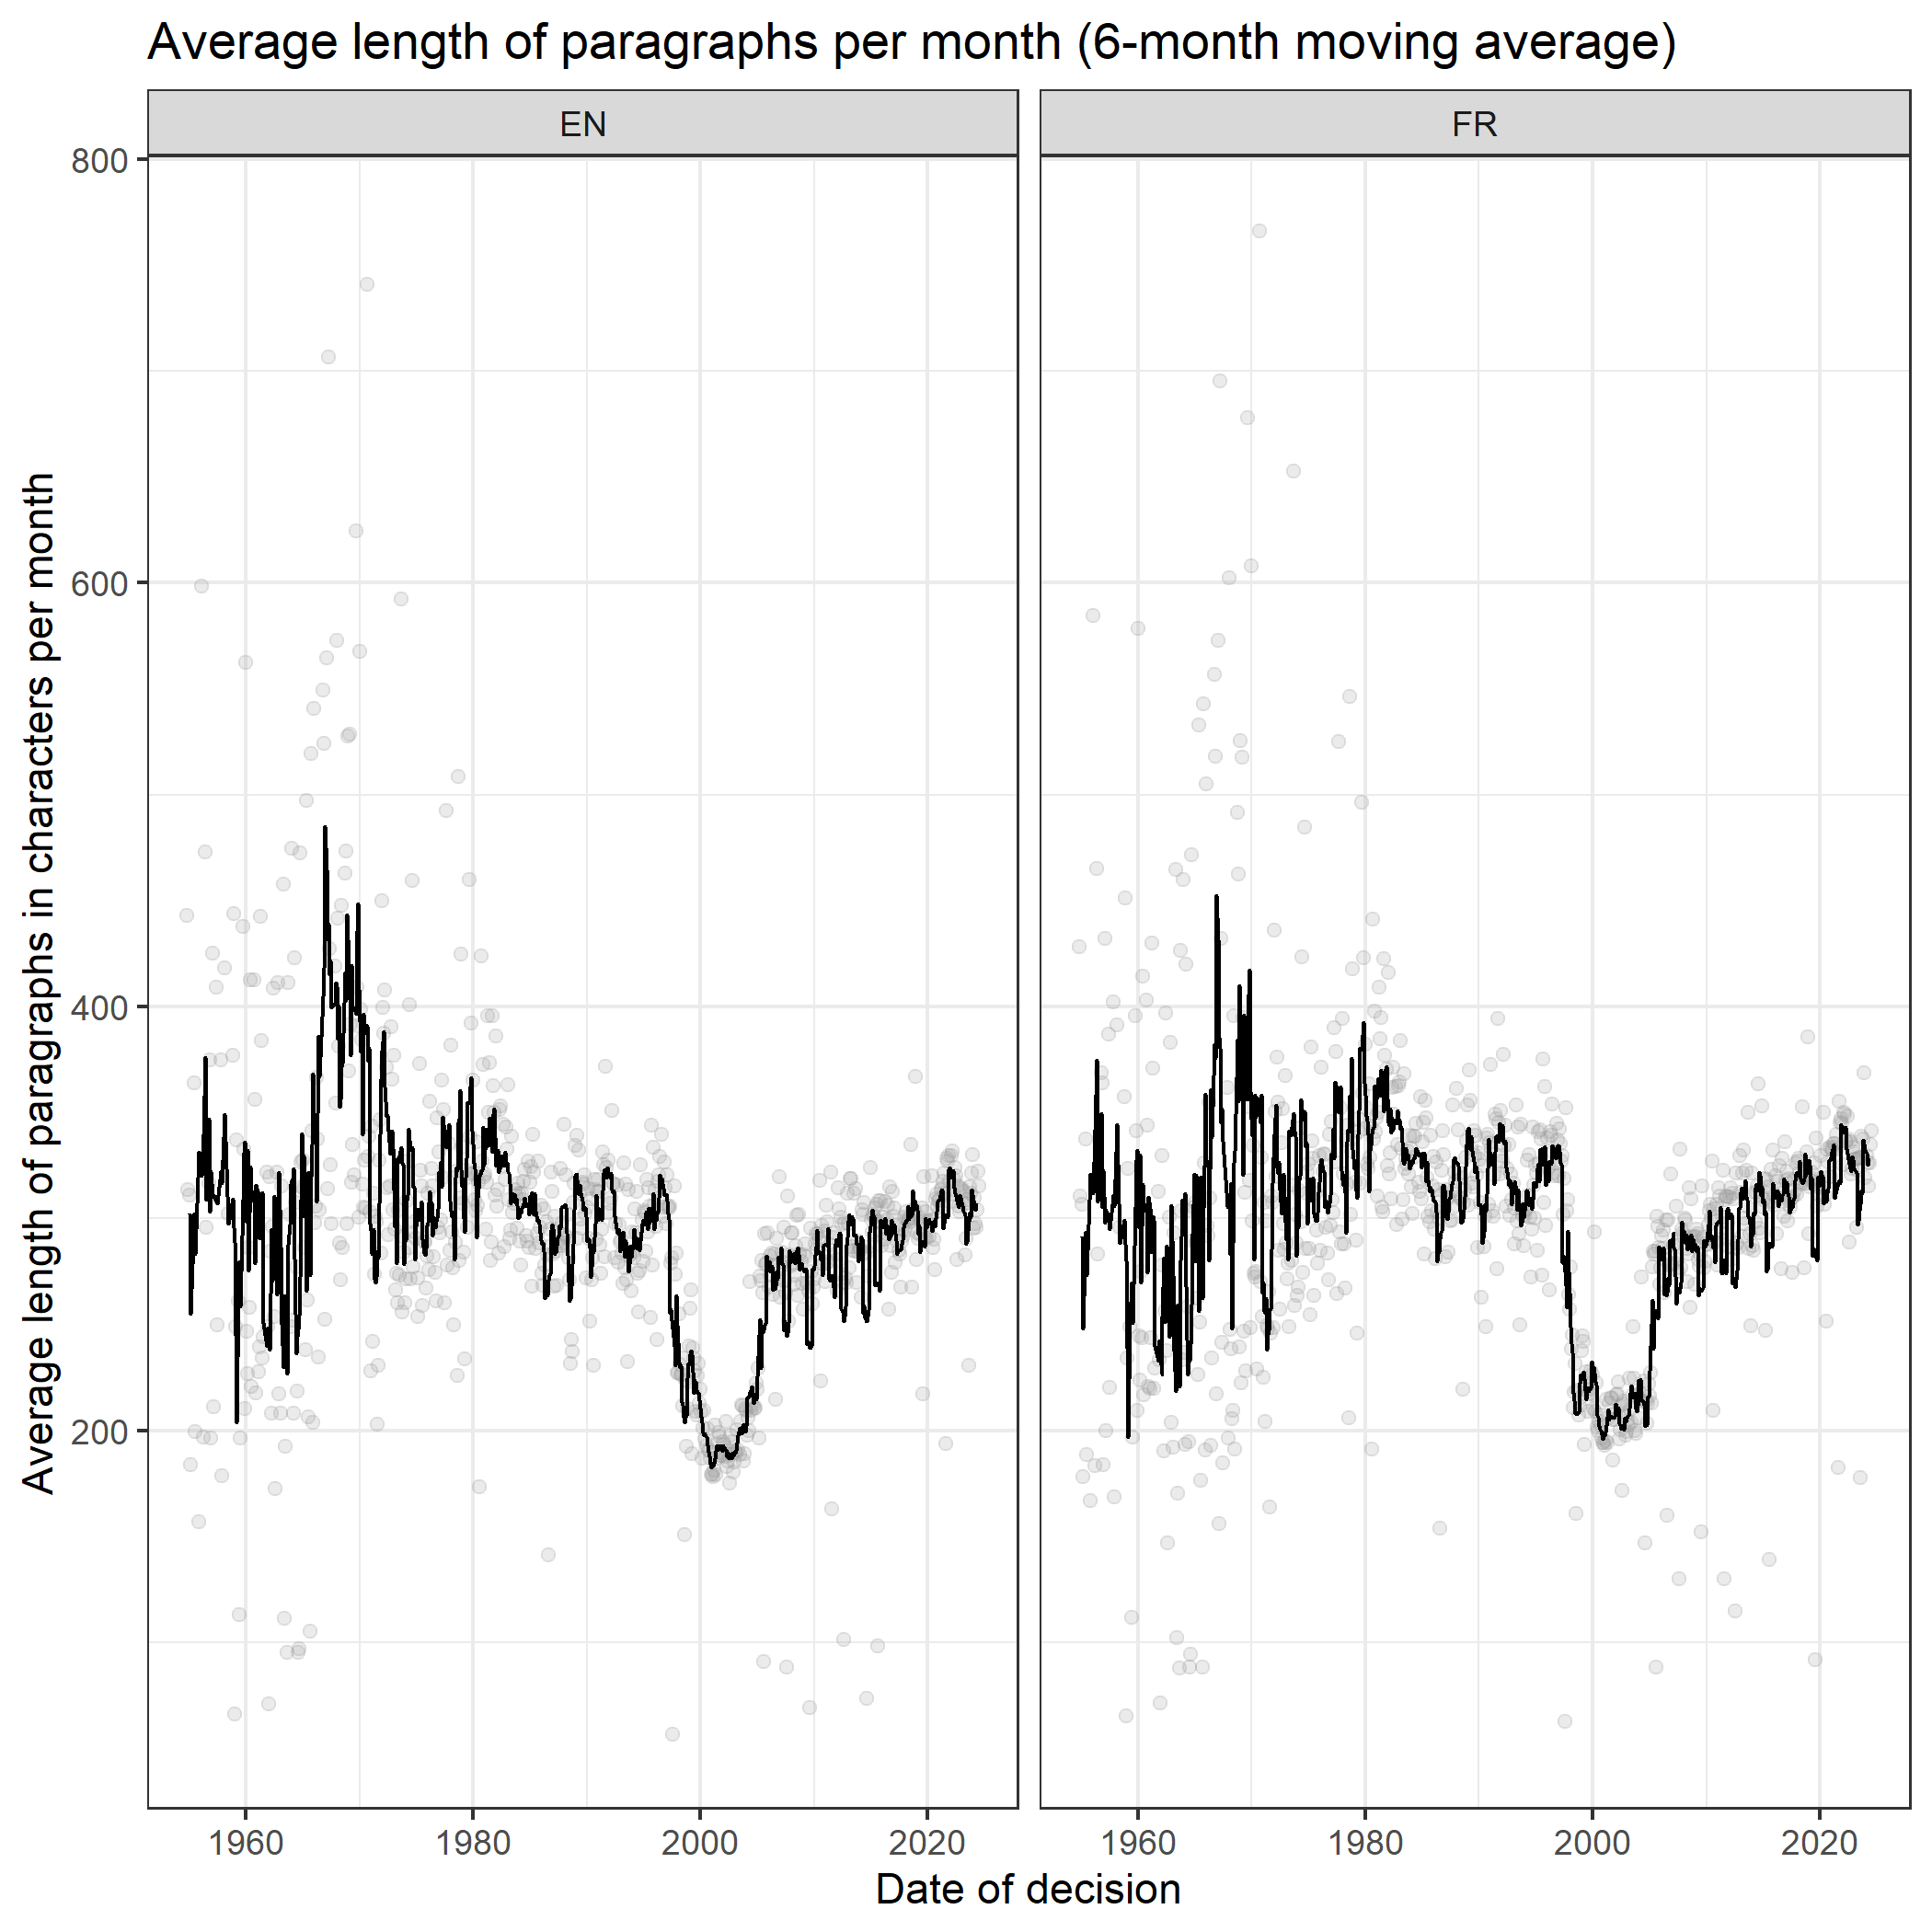 Average length of paragraphs per month (6-month moving average)
EN
FR
Average length of paragraphs in characters per month
800
600
400
200
1960
1980
2000
2020
1960
1980
2000
2020
Date of decision